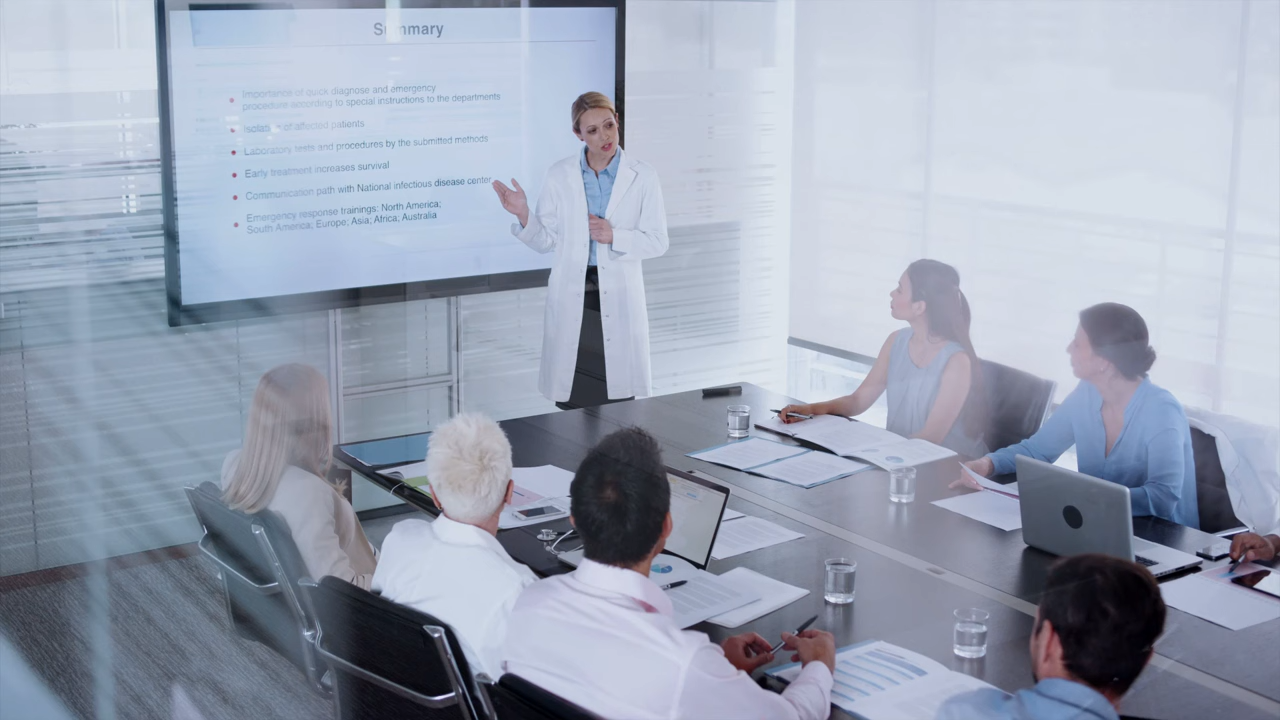 Summary
Importance of quick diagnose and emergency
procedure according to special instructions to the departments
Isolation of affected patients
Laboratory tests and procedures by the submitted methods
Early treatment increases survival
Communication path with National infectious disease center
Emergency response trainings: North America;
South America; Europe; Asia; Africa; Australia